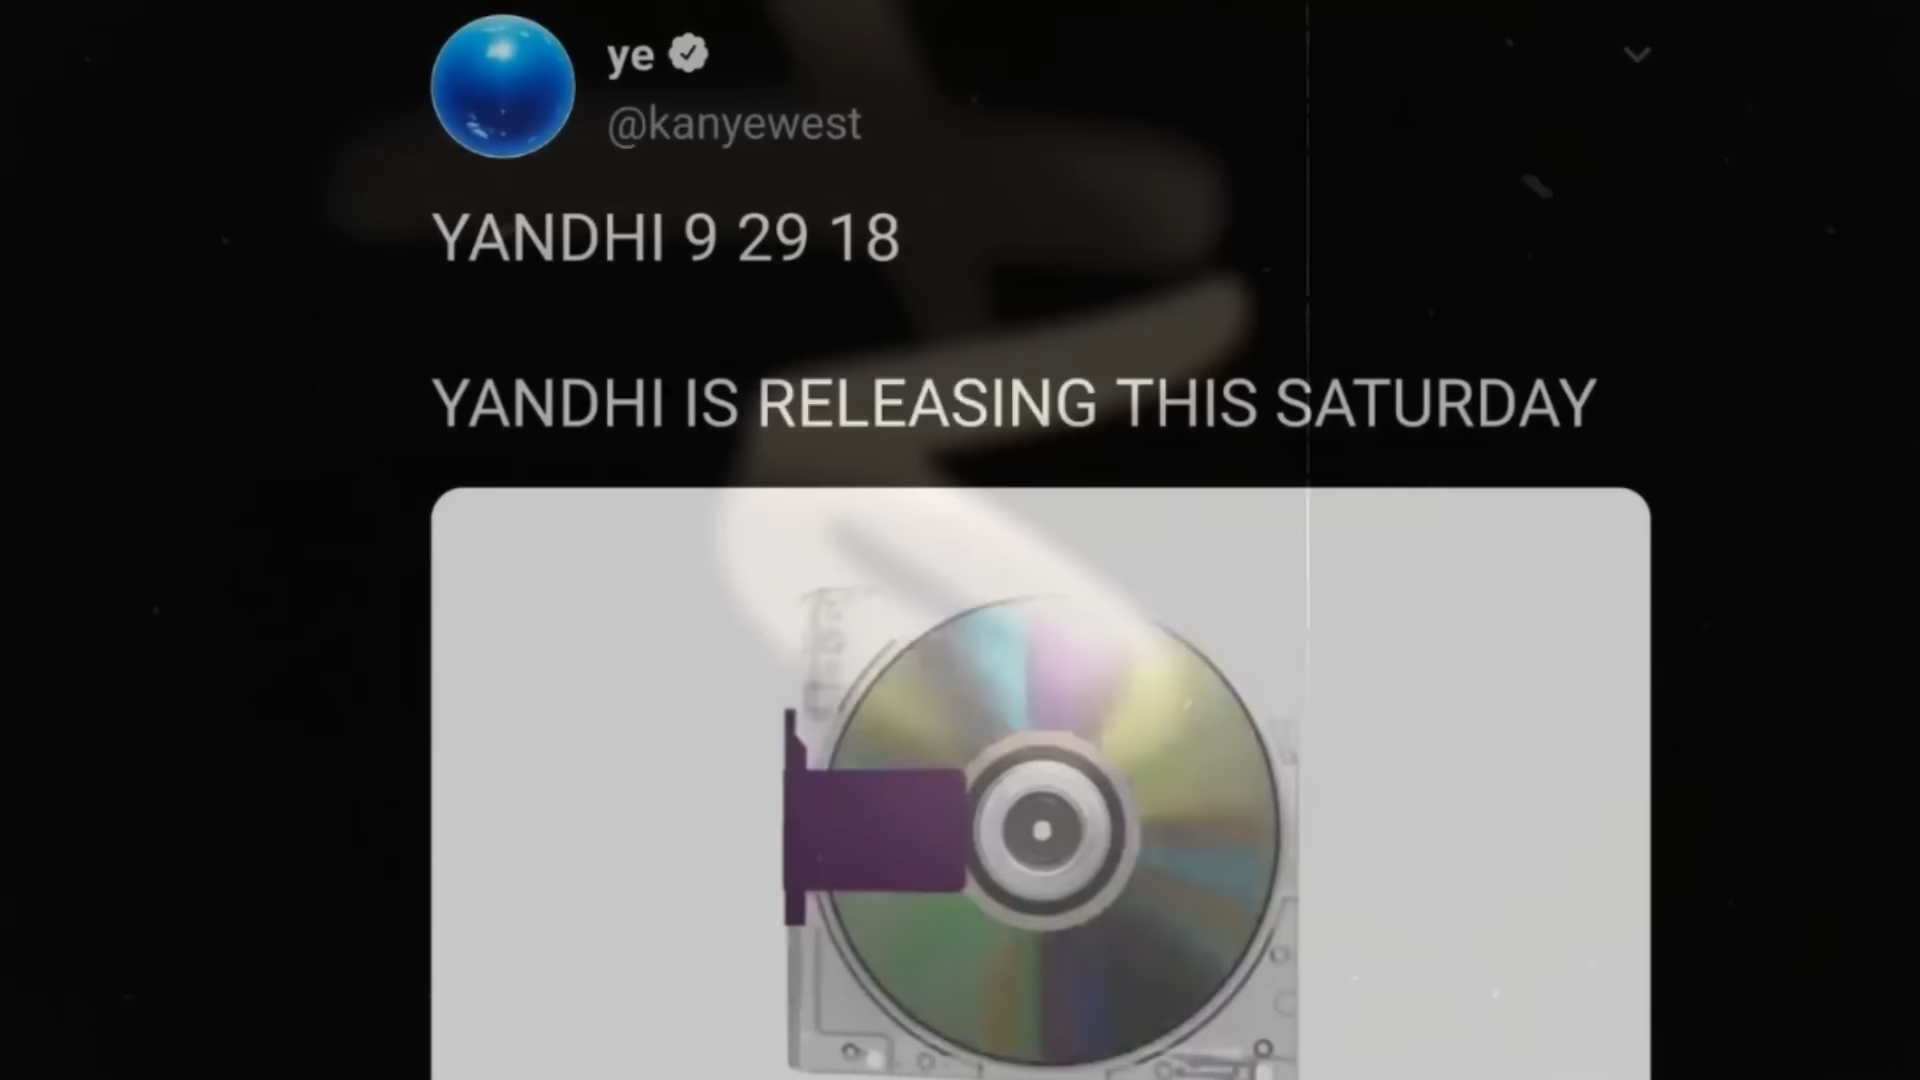 ye
@kanyewest
YANDHI 9 29 18
YANDHI IS RELEASING THIS SATURDAY